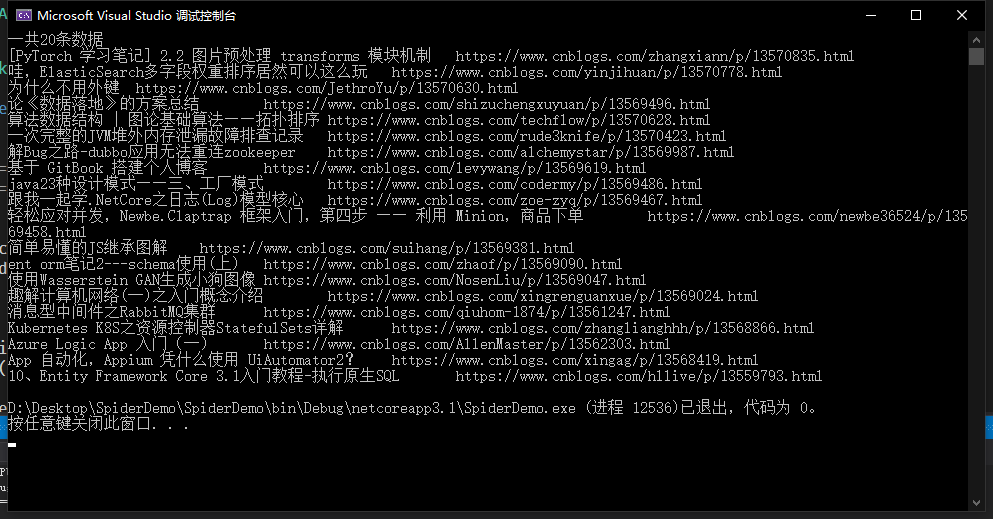 Microsoft Visual Studio 调试控制台
一共20条数据
[PyTorch 学习笔记] 2.2 图片预处理 transforms 模块机制 https://www.cnblogs.com/zhangxiann/p/13570835.html
哇，ElasticSearch多字段权重排序居然可以这么玩 https://www.cnblogs.com/yinjihuan/p/13570778.html
为什么不用外键 https://www.cnblogs.com/JethroYu/p/13570630.html
论《数据落地》的方案总结 https://www.cnblogs.com/shizuchengxuyuan/p/13569496.html
算法数据结构 | 图论基础算法——拓扑排序 https://www.cnblogs.com/techflow/p/13570628.html
一次完整的JVM堆外内存泄漏故障排查记录 https://www.cnblogs.com/rude3knife/p/13570423.html
解Bug之路-dubbo应用无法重连zookeeper https://www.cnblogs.com/alchemystar/p/13569987.html
基于 GitBook 搭建个人博客 https://www.cnblogs.com/levywang/p/13569619.html
java23种设计模式——三、工厂模式 https://www.cnblogs.com/codermy/p/13569486.html
跟我一起学.NetCore之日志(Log)模型核心 https://www.cnblogs.com/zoe-zyq/p/13569467.html
轻松应对并发，Newbe.Claptrap 框架入门，第四步 —— 利用 Minion，商品下单 https://www.cnblogs.com/newbe36524/p/135
69458.html
简单易懂的JS继承图解 https://www.cnblogs.com/suihang/p/13569381.html
ent orm笔记2---schema使用(上) https://www.cnblogs.com/zhaof/p/13569090.html
使用Wasserstein GAN生成小狗图像 https://www.cnblogs.com/NosenLiu/p/13569047.html
趣解计算机网络(一)之入门概念介绍 https://www.cnblogs.com/xingrenguanxue/p/13569024.html
消息型中间件之RabbitMQ集群 https://www.cnblogs.com/qiuhom-1874/p/13561247.html
Kubernetes K8S之资源控制器StatefulSets详解 https://www.cnblogs.com/zhanglianghhh/p/13568866.html
Azure Logic App 入门（一） https://www.cnblogs.com/AllenMaster/p/13562303.html
App 自动化，Appium 凭什么使用 UiAutomator2？ https://www.cnblogs.com/xingag/p/13568419.html
10、Entity Framework Core 3.1入门教程-执行原生SQL https://www.cnblogs.com/hllive/p/13559793.html
D:\Desktop\SpiderDemo\SpiderDemo\bin\Debug\netcoreapp3.1\SpiderDemo.exe (进程 12536)已退出，代码为 0。
按任意键关闭此窗口. . .